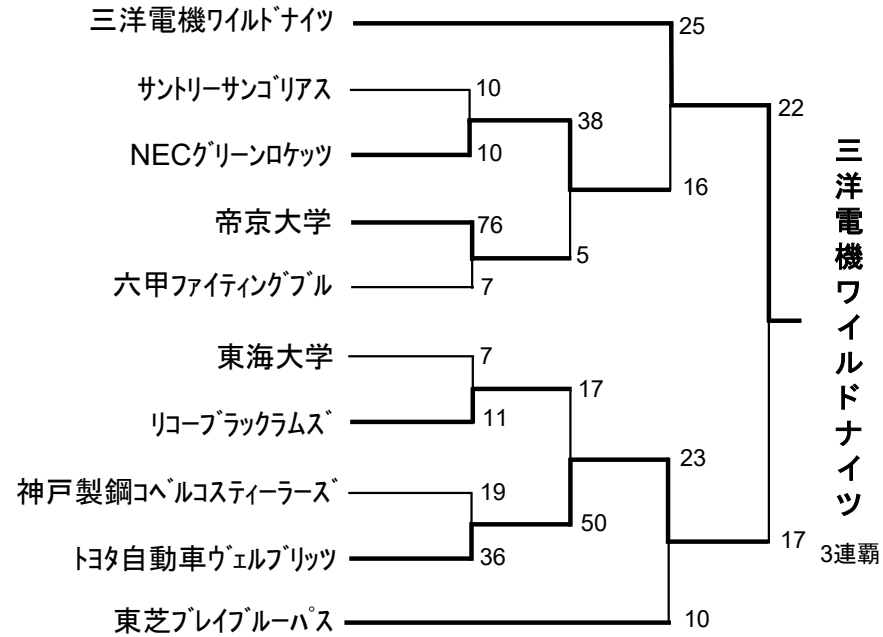 三洋電機ワイルドナイツ
25
サントリーサンゴリアス
10
38
22
NECグリーンロケッツ
10
16
帝京大学
76
5
六甲ファイティングブル
7
東海大学
7
17
リコーブラックラムズ
11
23
神戸製鋼コベルコスティーラーズ
19
50
トヨタ自動車ヴェルブリッツ
36
17
東芝ブレイブルーパス
10
三洋電機ワイルドナイツ
3連覇